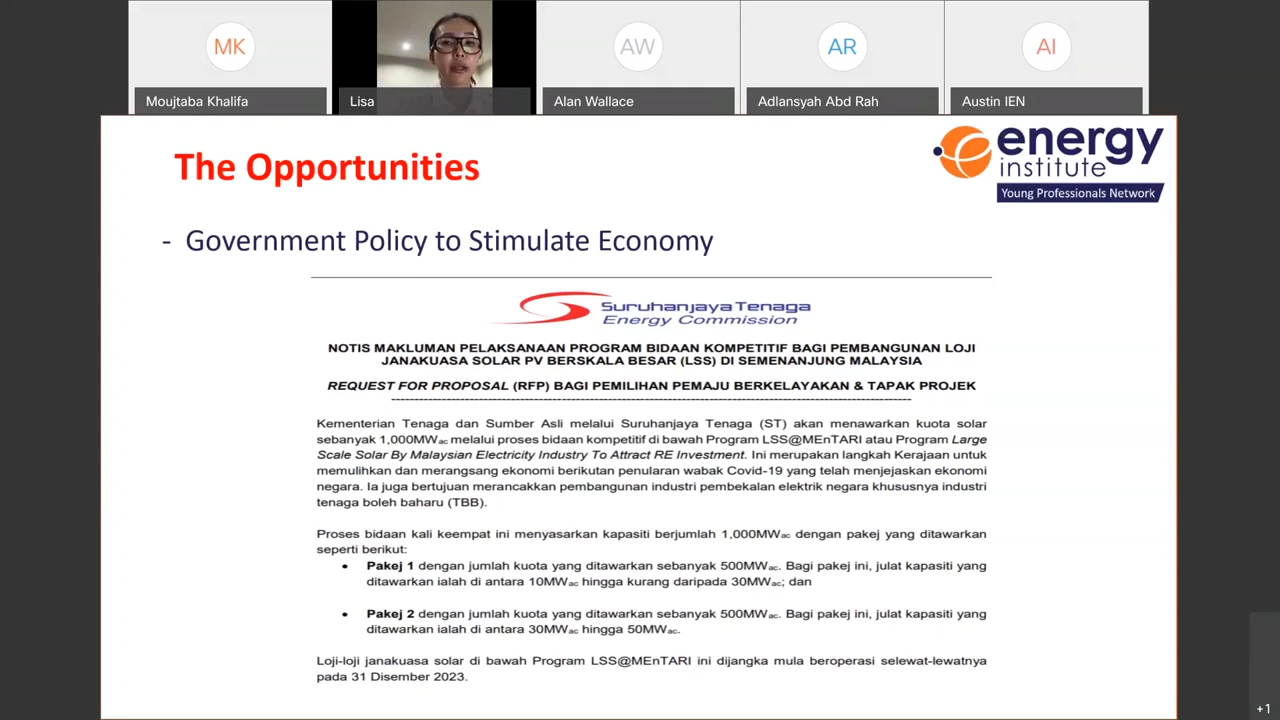 MK
AW
AR
AI
Moujtaba Khalifa
Lisa
Alan Wallace
Adlansyah Abd Rah
Austin IEN
The Opportunities
energy
institute
Young Professionals Network
- Government Policy to Stimulate Economy
Suruhanjaya Tenaga
Energy Commission
NOTIS MAKLUMAN PELAKSANAAN PROGRAM BIDAAN KOMPETITIF BAGI PEMBANGUNAN LOJI
JANAKUASA SOLAR PV BERSKALA BESAR (LSS) DI SEMENANJUNG MALAYSIA
REQUEST FOR PROPOSAL (RFP) BAGI PEMILIHAN PEMAJU BERKELAYAKAN & TAPAK PROJEK
Kementerian Tenaga dan Sumber Asli melalui Suruhanjaya Tenaga (ST) akan menawarkan kuota solar
sebanyak 1,000MWac melalui proses bidaan kompetitif di bawah Program LSS@MEnTARI atau Program Large
Scale Solar By Malaysian Electricity Industry To Attract RE Investment. Ini merupakan langkah Kerajaan untuk
memulihkan dan merangsang ekonomi berikutan penularan wabak Covid-19 yang telah menjejaskan ekonomi
negara. Ia juga bertujuan merancakkan pembangunan industri pembekalan elektrik negara khususnya industri
tenaga boleh baharu (TBB).
Proses bidaan kali keempat ini menyasarkan kapasiti berjumlah 1,000MWac dengan pakej yang ditawarkan
seperti berikut:
• Pakej 1 dengan jumlah kuota yang ditawarkan sebanyak 500MWac. Bagi pakej ini, julat kapasiti yang
ditawarkan ialah di antara 10MWac hingga kurang daripada 30MWac; dan
• Pakej 2 dengan jumlah kuota yang ditawarkan sebanyak 500MWac. Bagi pakej ini, julat kapasiti yang
ditawarkan ialah di antara 30MWac hingga 50MWac.
Loji-loji janakuasa solar di bawah Program LSS@MEnTARI ini dijangka mula beroperasi selewat-lewatnya
pada 31 Disember 2023.
+1